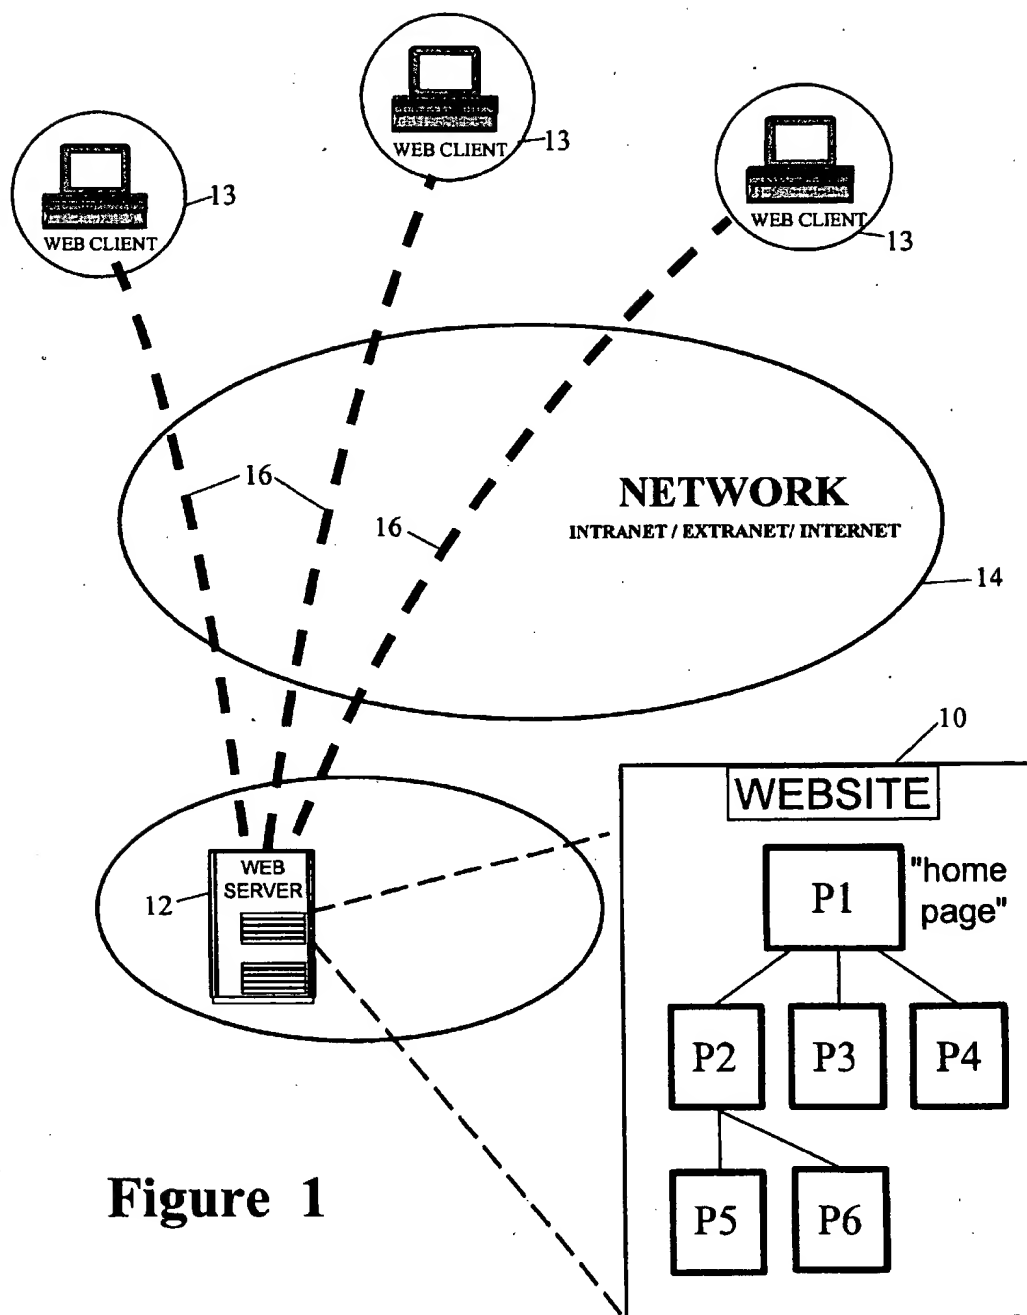 WEB CLIENT
13
WEB CLIENT
13
WEB CLIENT
13
16
16
NETWORK
INTRANET / EXTRANET/ INTERNET
14
10
WEBSITE
WEB
SERVER
12
P1
"home
page"
P2
P3
P4
P5
P6
Figure 1